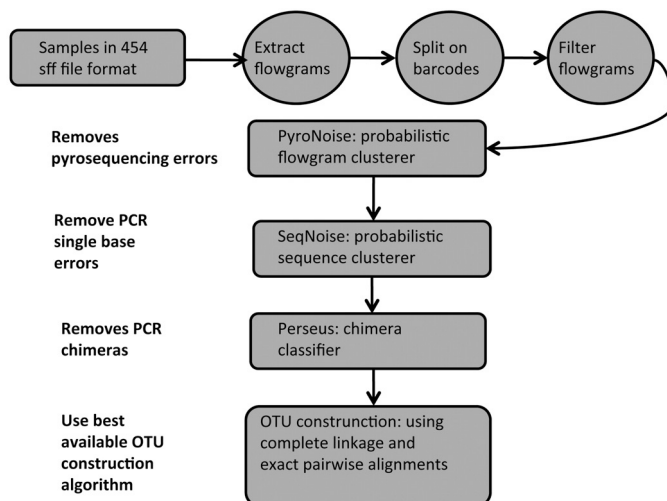 Samples in 454
sff file format
Extract
flowgrams
Split on
barcodes
Filter
flowgrams
Removes
pyrosequencing errors
PyroNoise: probabilistic
flowgram clusterer
Remove PCR
single base
errors
SeqNoise: probabilistic
sequence clusterer
Removes PCR
chimeras
Perseus: chimera
classifier
Use best
available OTU
construction
algorithm
OTU construnction: using
complete linkage and
exact pairwise alignments